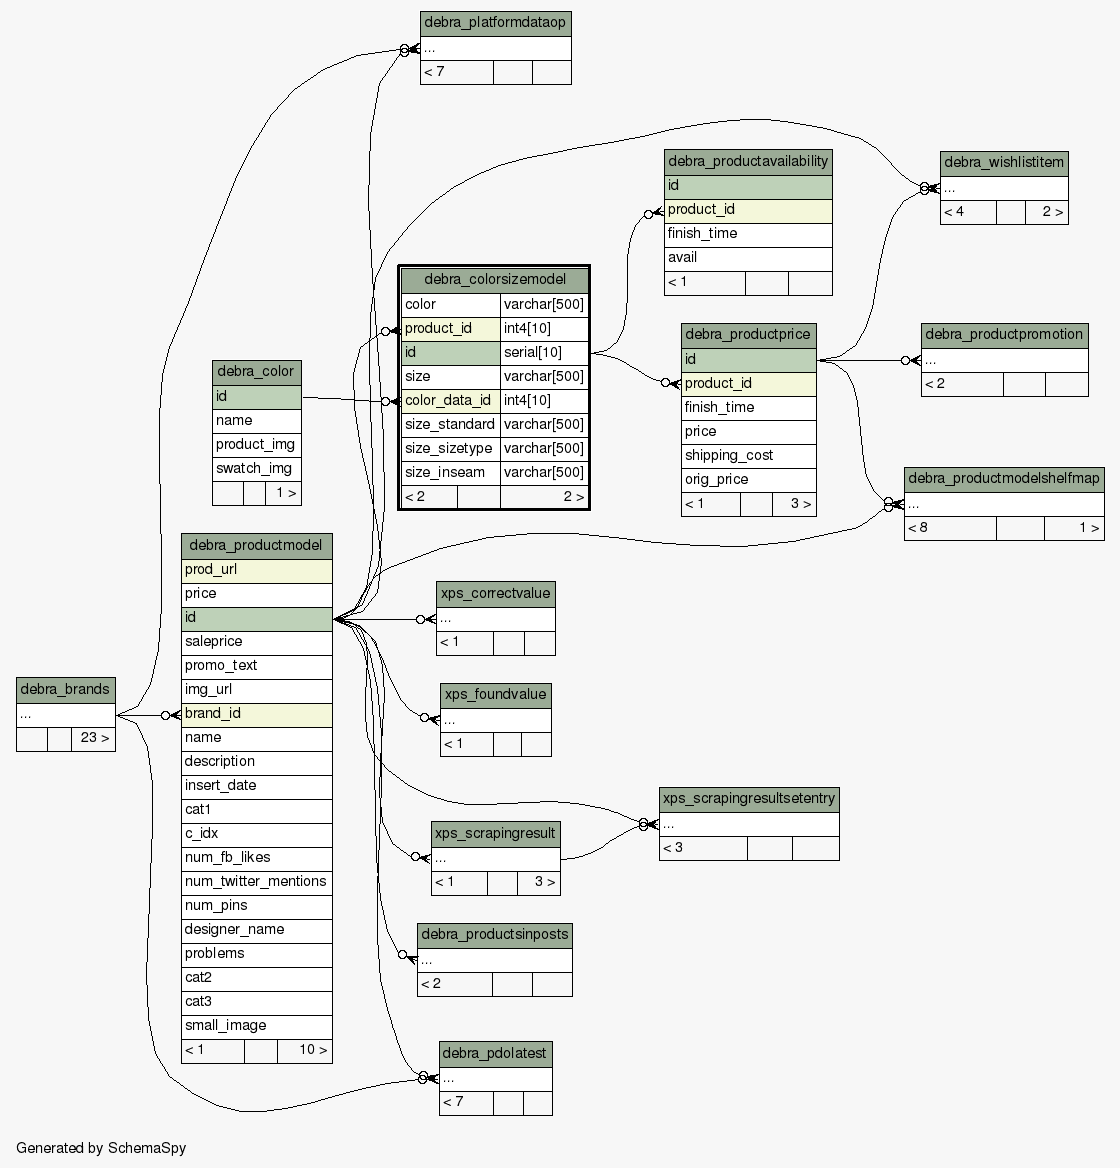 debra_platformdataop
...
< 7
debra_productavailability
id
product_id
finish_time
avail
< 1
debra_wishlistitem
...
< 4 2 >
debra_colorsizemodel
color varchar[500]
product_id int4[10]
id serial[10]
size varchar[500]
color_data_id int4[10]
size_standard varchar[500]
size_sizetype varchar[500]
size_inseam varchar[500]
< 2 2 >
debra_productprice
id
product_id
finish_time
price
shipping_cost
orig_price
< 1 3 >
debra_productpromotion
...
< 2
debra_color
id
name
product_img
swatch_img
1 >
debra_productmodelshelfmap
...
< 8 1 >
debra_productmodel
prod_url
price
id
saleprice
promo_text
img_url
brand_id
name
description
insert_date
cat1
c_idx
num_fb_likes
num_twitter_mentions
num_pins
designer_name
problems
cat2
cat3
small_image
< 1 10 >
xps_correctvalue
...
< 1
debra_brands
...
23 >
xps_foundvalue
...
< 1
xps_scrapingresultsetentry
...
< 3
xps_scrapingresult
...
< 1 3 >
debra_productsinposts
...
< 2
debra_pdolatest
...
< 7
Generated by SchemaSpy